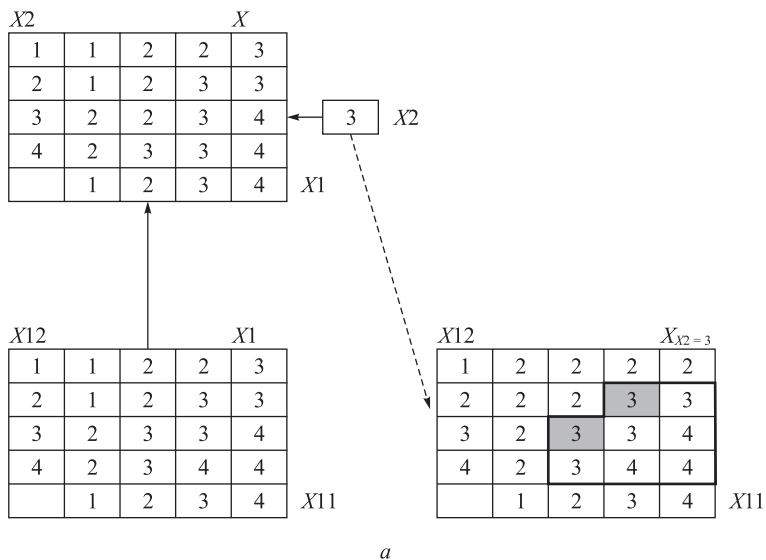 X2 X
1 1 2 2 3
2 1 2 3 3
3 2 2 3 4
3 X2
4 2 3 3 4
1 2 3 4 X1
X12 X1
1 1 2 2 3
2 1 2 3 3
3 2 3 3 4
4 2 3 4 4
1 2 3 4 X11
X12 X_{X2 = 3}
1 2 2 2 2
2 2 2 3 3
3 2 3 3 4
4 2 3 4 4
1 2 3 4 X11
a